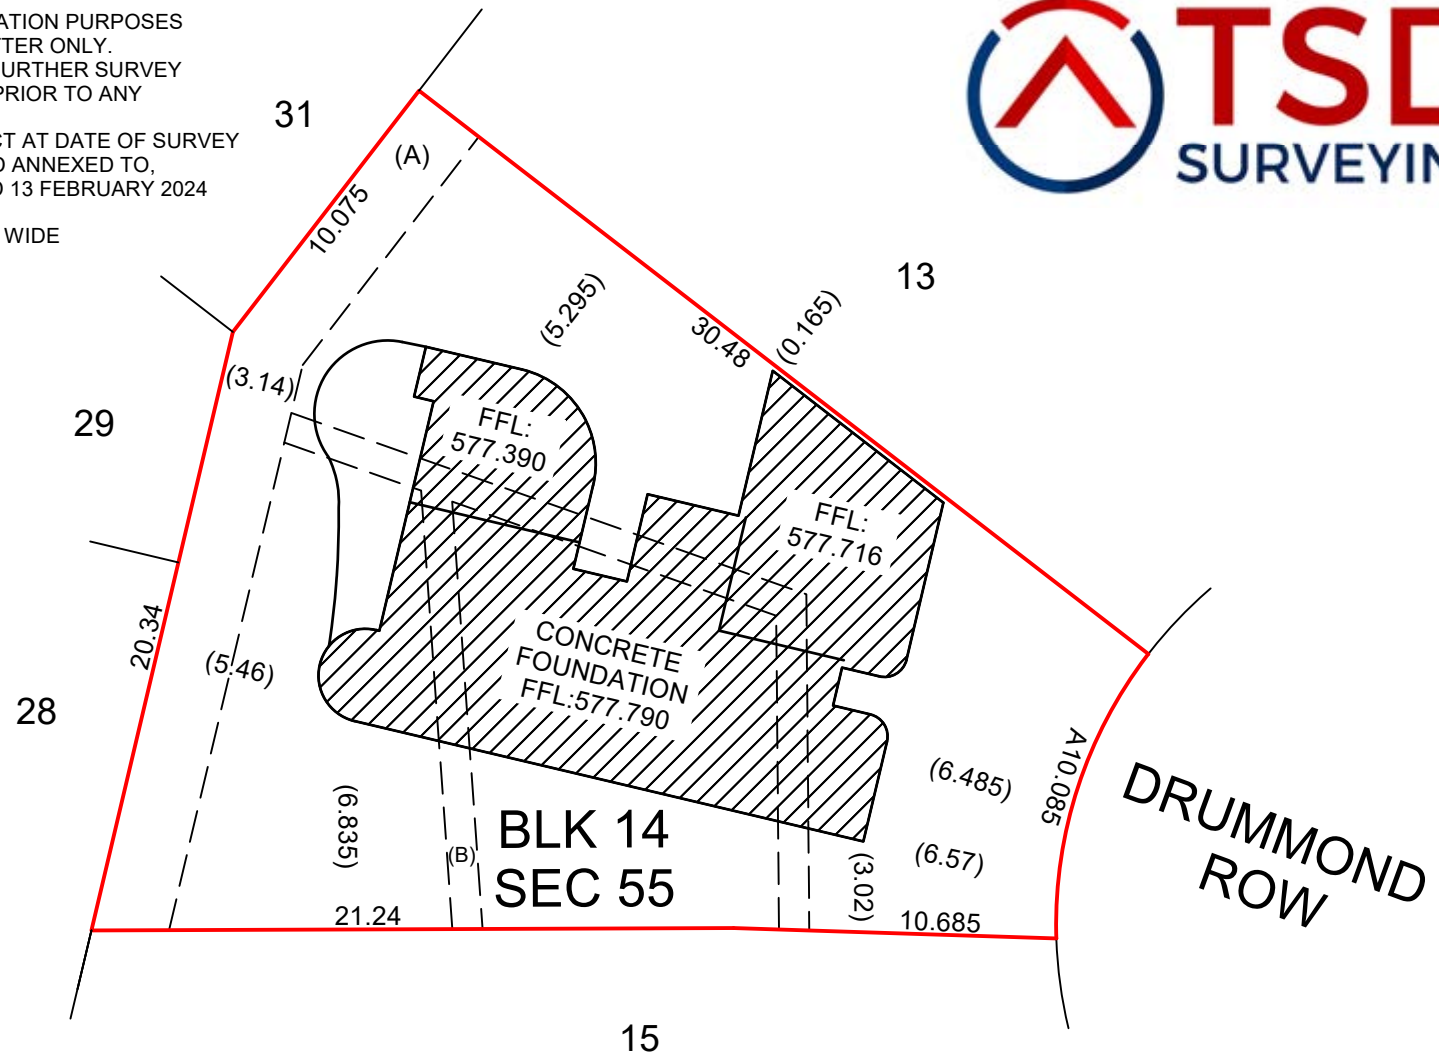 ATION PURPOSES
TER ONLY.
URTHER SURVEY
PRIOR TO ANY
CT AT DATE OF SURVEY
D ANNEXED TO,
13 FEBRUARY 2024
WIDE
TSD
SURVEYIN
31
(A)
10.075
13
(5.295)
30.48
(0.165)
(3.14)
29
FFL:
577.390
FFL:
577.716
20.34
(5.46)
CONCRETE
FOUNDATION
FFL:577.790
28
A10.085
(6.485)
DRUMMOND
ROW
(6.835)
(B)
BLK 14
SEC 55
(6.57)
(3.02)
21.24
10.685
15